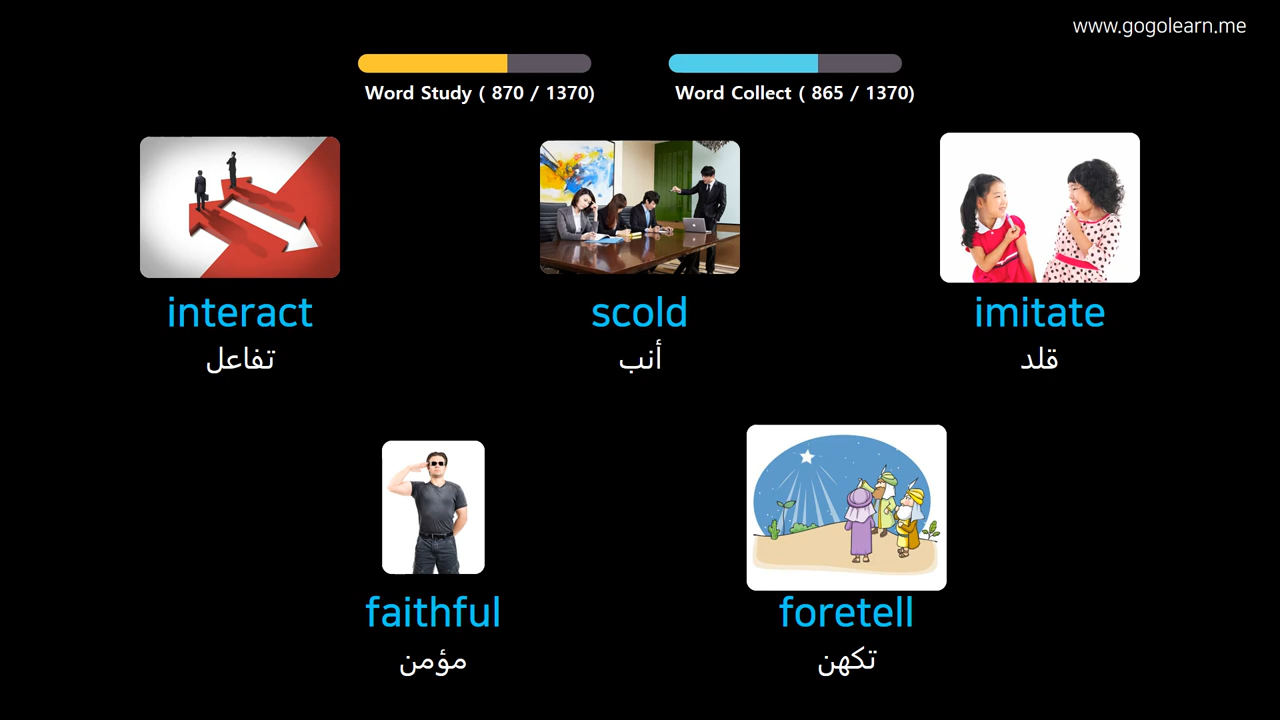 www.gogolearn.me
Word Study ( 870 / 1370)
Word Collect ( 865 / 1370)
interact
تفاعل
scold
أنب
imitate
قلد
faithful
مؤمن
foretell
تكهن